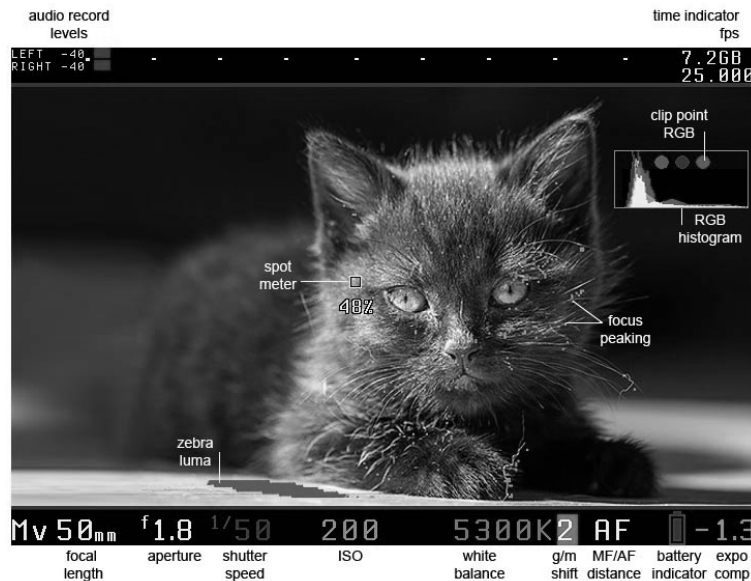 audio record
levels
time indicator
fps
LEFT -40
RIGHT -40
7.2GB
25.000
clip point
RGB
RGB
histogram
spot
meter
48%
focus
peaking
zebra
luma
Mv 50mm f1.8 1/50 200 5300K 2 AF -1.3
focal
length
aperture
shutter
speed
ISO
white
balance
g/m
shift
MF/AF
distance
battery
indicator
expo
comp